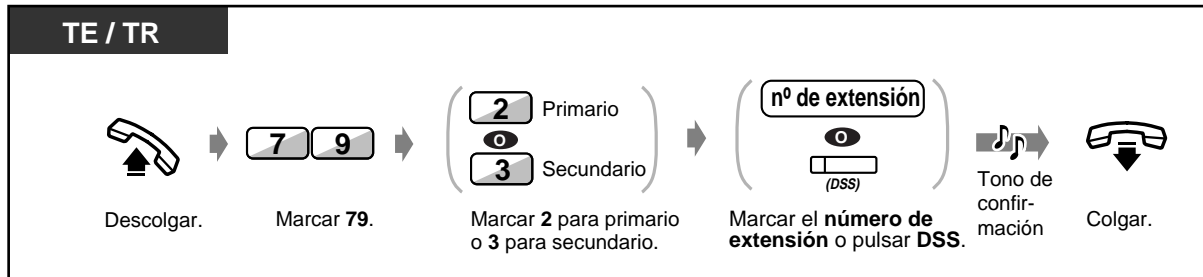 TE / TR
2 Primario
o
3 Secundario
nº de extensión
o
(DSS)
7 9
Descolgar.
Marcar 79.
Marcar 2 para primario
o 3 para secundario.
Marcar el número de
extensión o pulsar DSS.
Tono de
confir-
mación
Colgar.